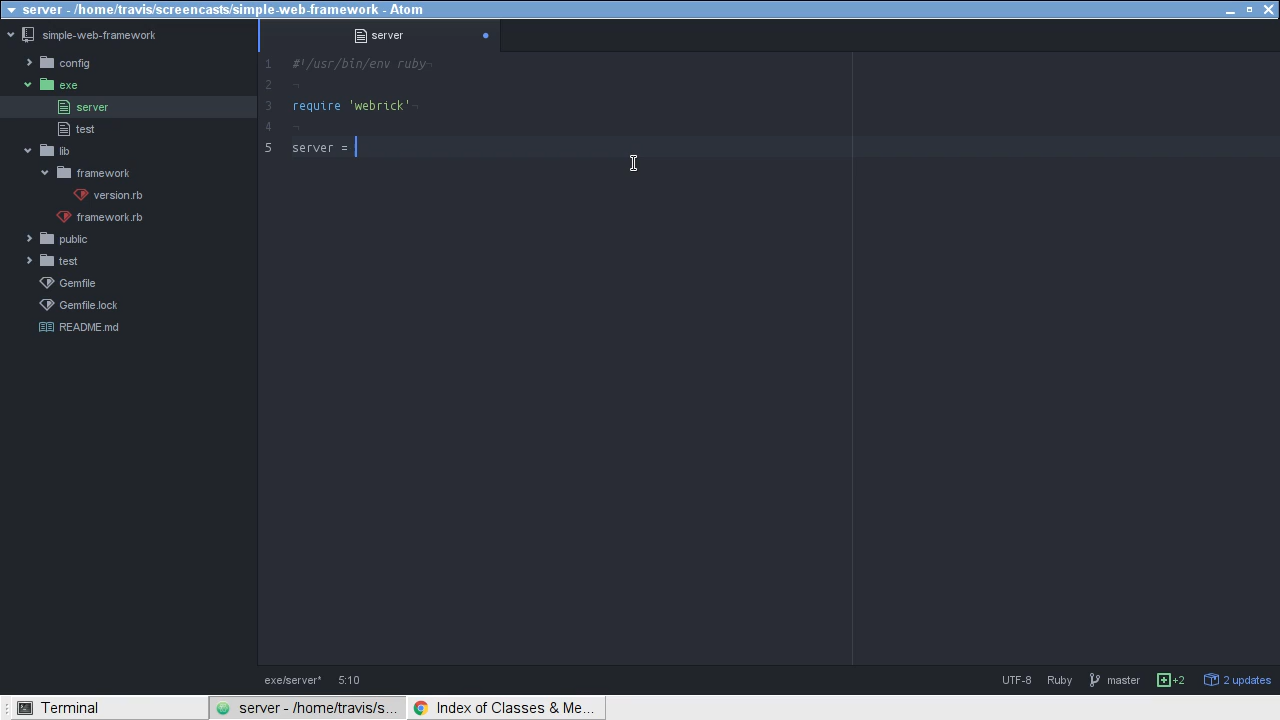 server - /home/travis/screencasts/simple-web-framework - Atom
simple-web-framework
config
exe
server
test
lib
framework
version.rb
framework.rb
public
test
Gemfile
Gemfile.lock
README.md
server
1 #!/usr/bin/env ruby¬
2 ¬
3 require 'webrick'¬
4 ¬
5 server =
exe/server* 5:10
UTF-8 Ruby master +2 2 updates
Terminal
server - /home/travis/s...
Index of Classes & Me...